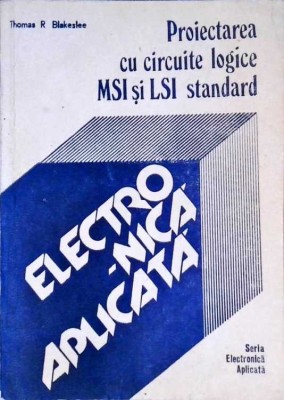 Thomas R Blakeslee
Proiectarea
cu circuite logice
MSI și LSI standard
ELECTRO
-NICĂ
APLICATĂ
Seria
Electronică
Aplicată